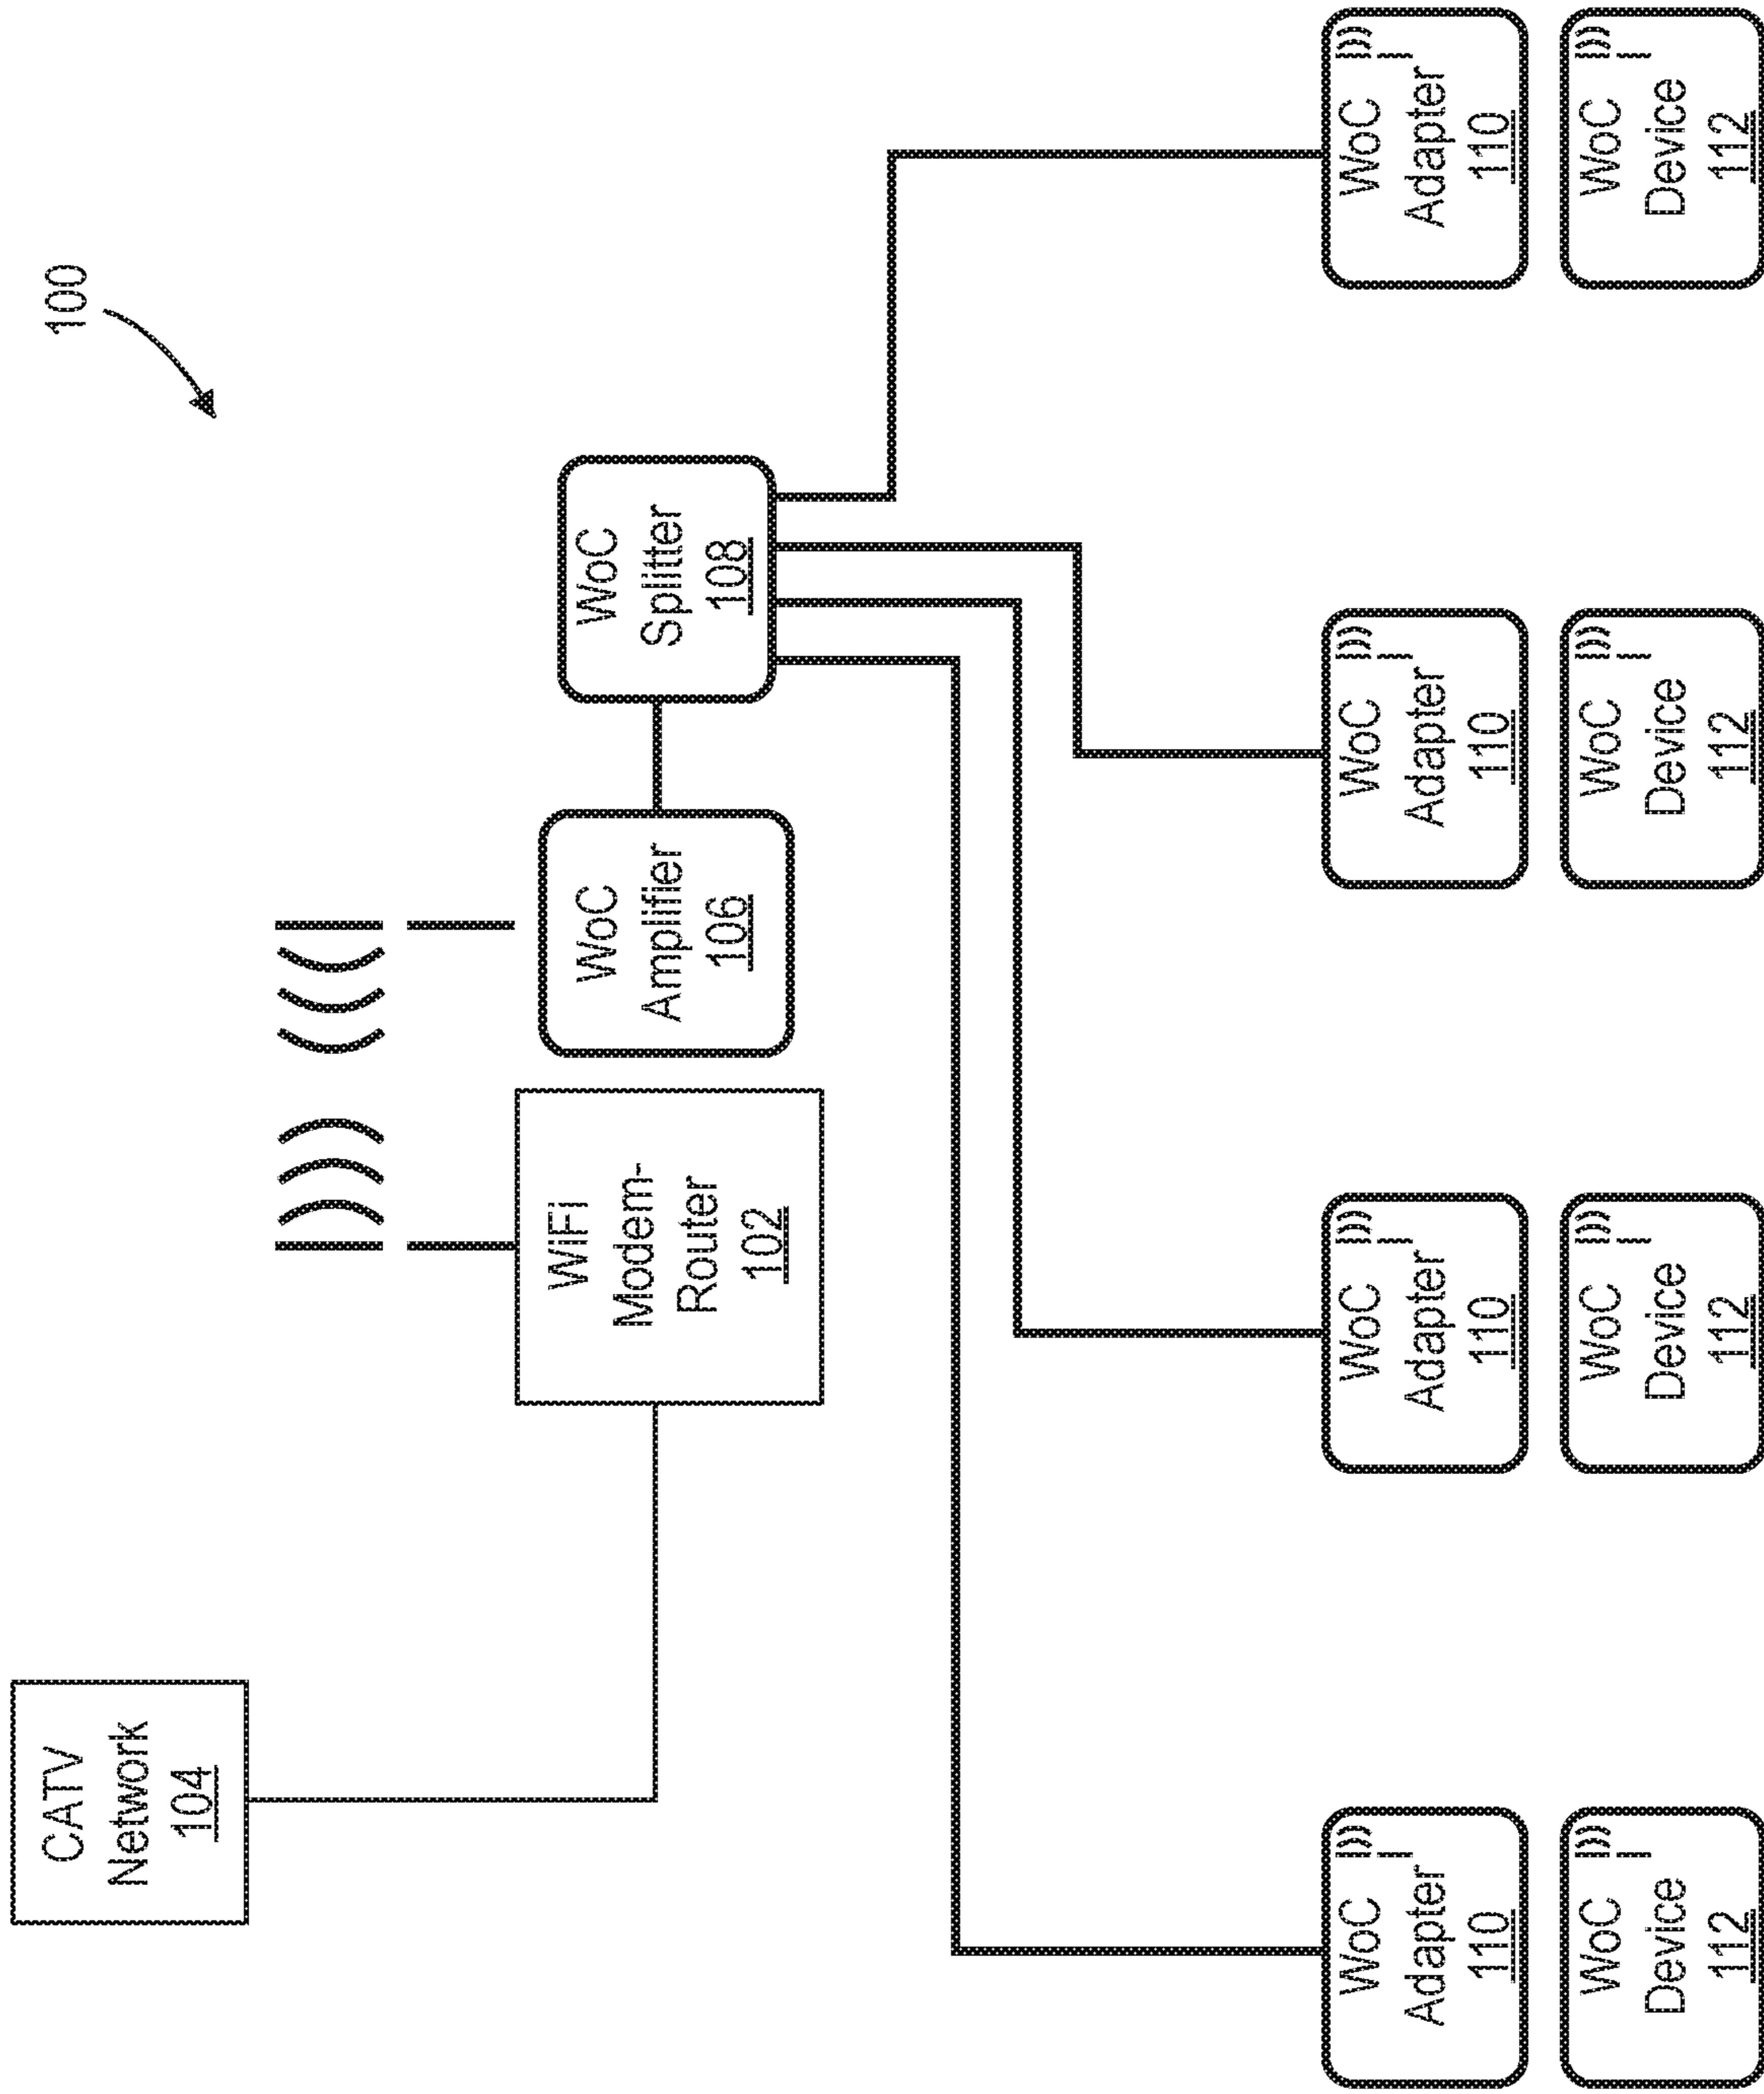 100
CATV
Network
104
WiFi
Modem-
Router
102
WoC
Amplifier
106
WoC
Splitter
108
WoC
Adapter
110
WoC
Adapter
110
WoC
Adapter
110
WoC
Adapter
110
WoC
Device
112
WoC
Device
112
WoC
Device
112
WoC
Device
112